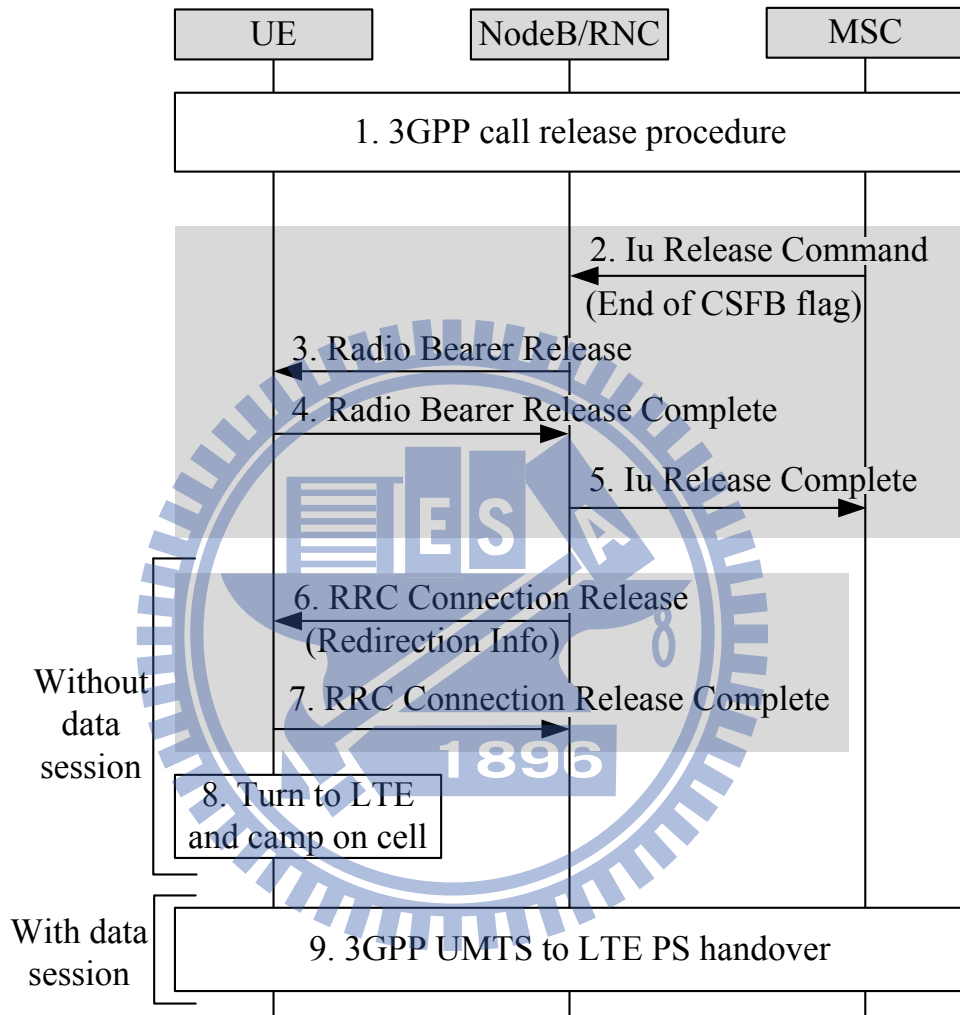 UE
NodeB/RNC
MSC
1. 3GPP call release procedure
2. Iu Release Command
(End of CSFB flag)
3. Radio Bearer Release
4. Radio Bearer Release Complete
5. Iu Release Complete
E S A
Without
data
session
6. RRC Connection Release
(Redirection Info)
7. RRC Connection Release Complete
1896
8. Turn to LTE
and camp on cell
With data
session
9. 3GPP UMTS to LTE PS handover